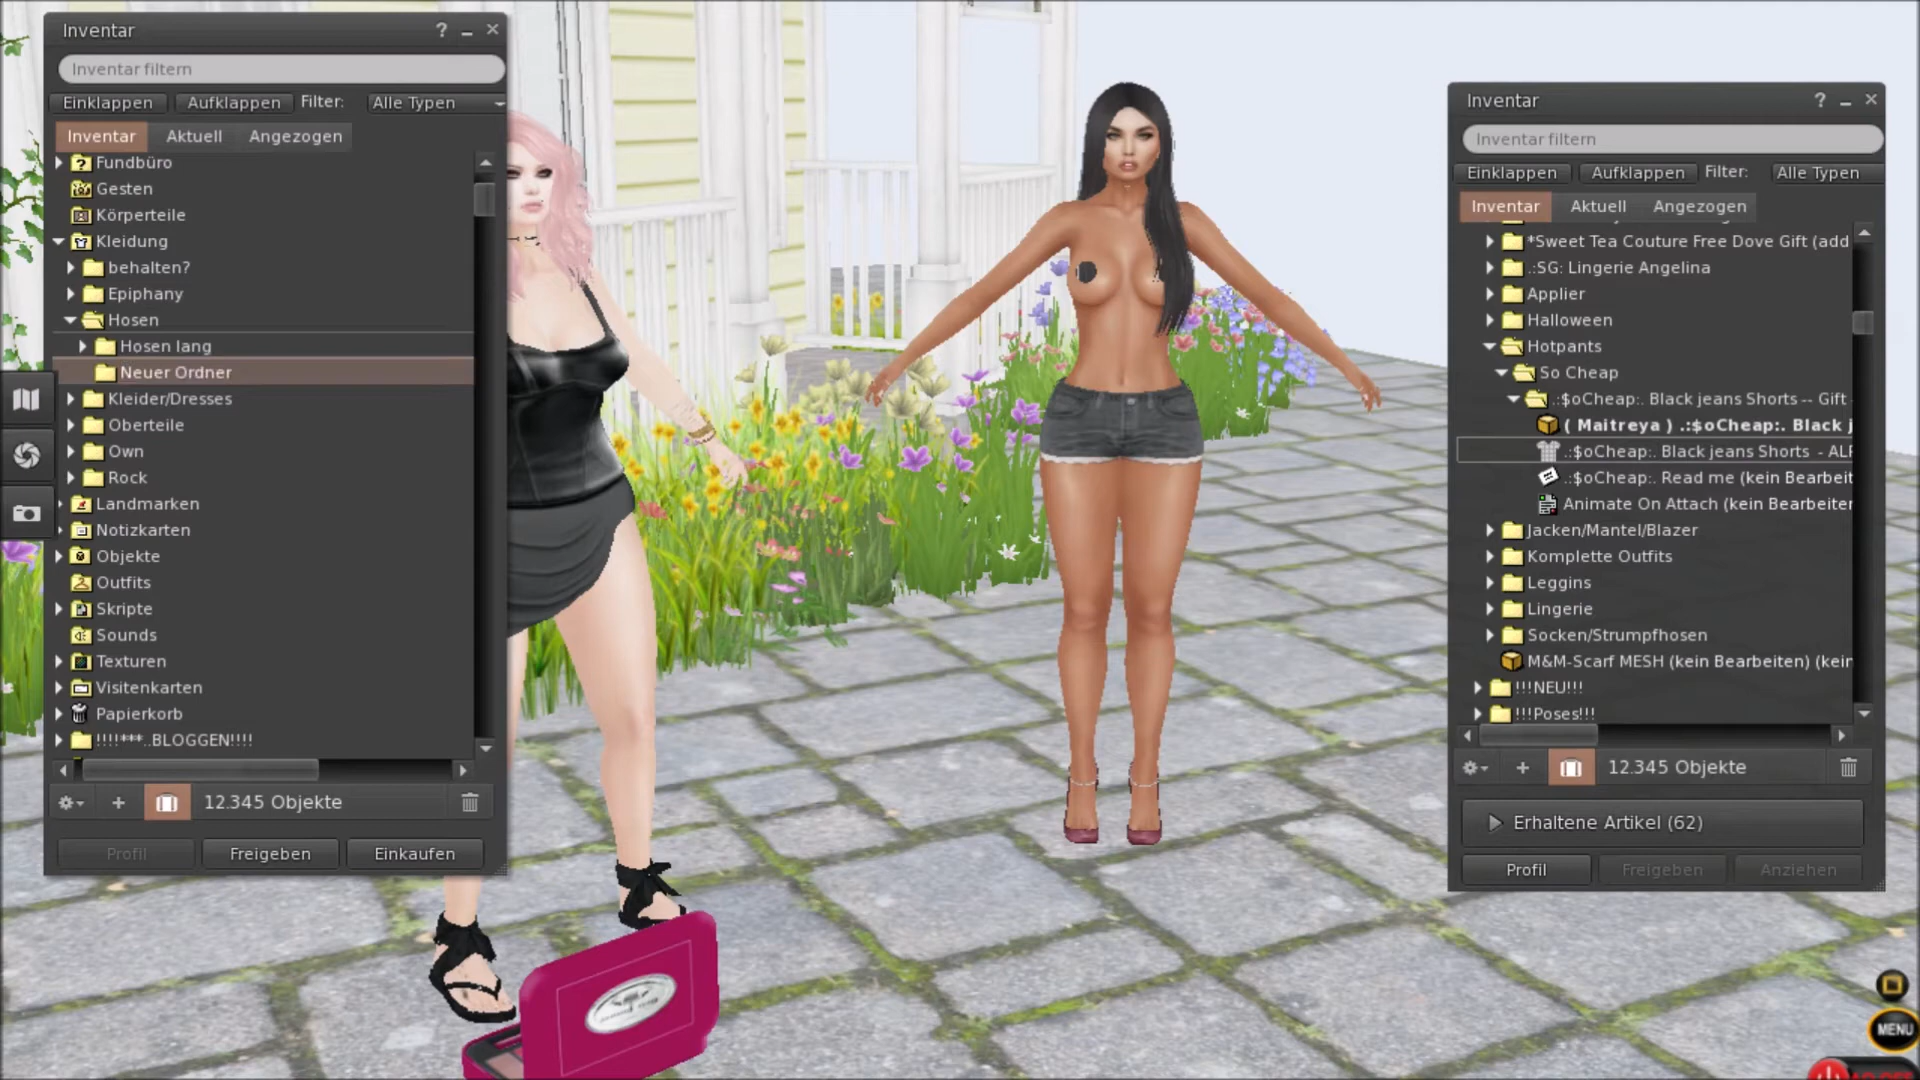 Inventar
?
Inventar filtern
Einklappen Aufklappen Filter: Alle Typen
Inventar Aktuell Angezogen
Fundbüro
Gesten
Körperteile
Kleidung
behalten?
Epiphany
Hosen
Hosen lang
Neuer Ordner
Kleider/Dresses
Oberteile
Own
Rock
Landmarken
Notizkarten
Objekte
Outfits
Skripte
Sounds
Texturen
Visitenkarten
Papierkorb
!!!!***..BLOGGEN!!!!
12.345 Objekte
Profil Freigeben Einkaufen
Inventar
?
Inventar filtern
Einklappen Aufklappen Filter: Alle Typen
Inventar Aktuell Angezogen
*Sweet Tea Couture Free Dove Gift (add
.:SG: Lingerie Angelina
Applier
Halloween
Hotpants
So Cheap
.:$oCheap:. Black jeans Shorts -- Gift
( Maitreya ) .:$oCheap:. Black j
.:$oCheap:. Black jeans Shorts - ALP
.:$oCheap:. Read me (kein Bearbeit
Animate On Attach (kein Bearbeiten
Jacken/Mantel/Blazer
Komplette Outfits
Leggins
Lingerie
Socken/Strumpfhosen
M&M-Scarf MESH (kein Bearbeiten) (kein
!!!NEU!!!
!!!Poses!!!
12.345 Objekte
Erhaltene Artikel (62)
Profil Freigeben Anziehen
MENU